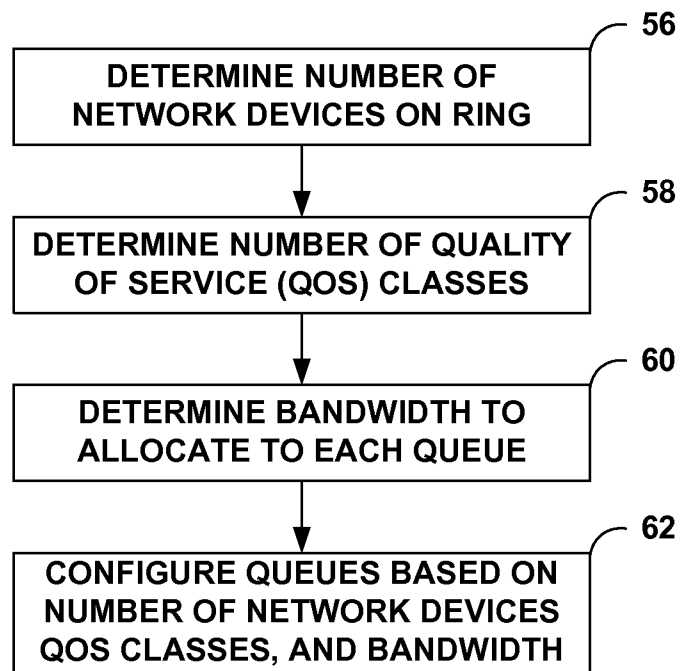 56
DETERMINE NUMBER OF
NETWORK DEVICES ON RING
58
DETERMINE NUMBER OF QUALITY
OF SERVICE (QOS) CLASSES
60
DETERMINE BANDWIDTH TO
ALLOCATE TO EACH QUEUE
62
CONFIGURE QUEUES BASED ON
NUMBER OF NETWORK DEVICES
QOS CLASSES, AND BANDWIDTH